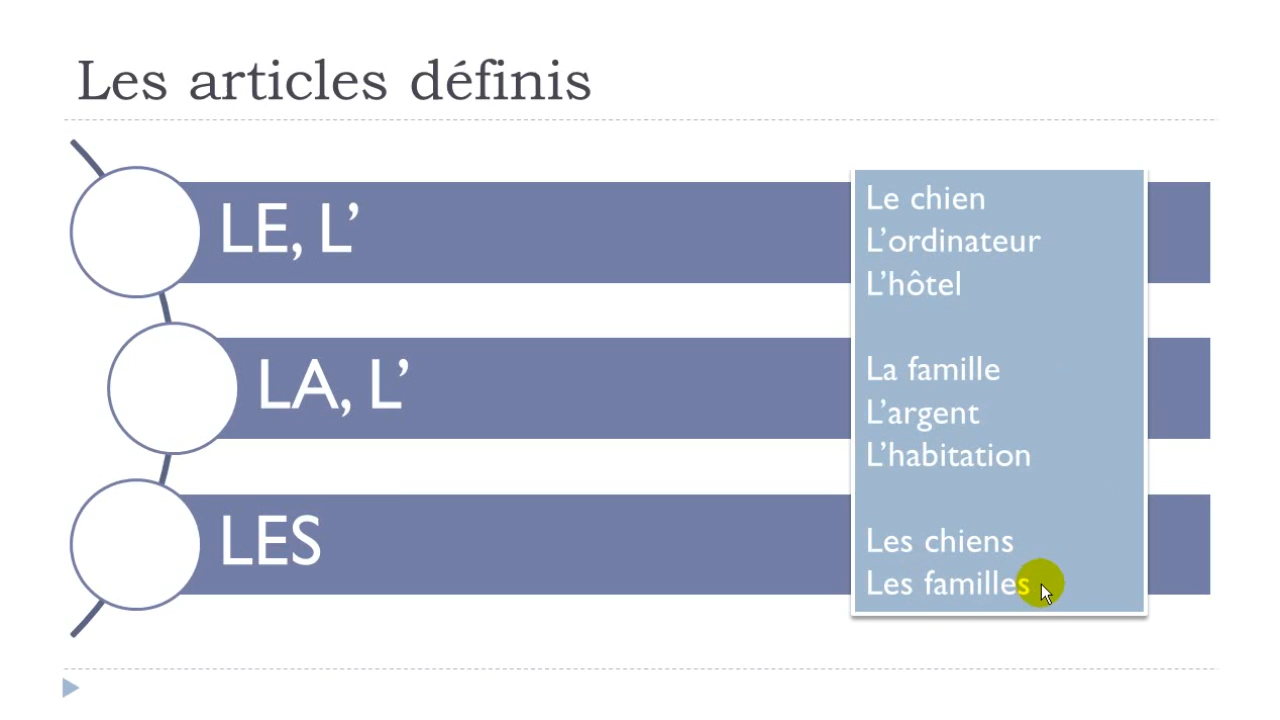 Les articles définis
LE, L’
LA, L’
LES
Le chien
L’ordinateur
L’hôtel
La famille
L’argent
L’habitation
Les chiens
Les familles